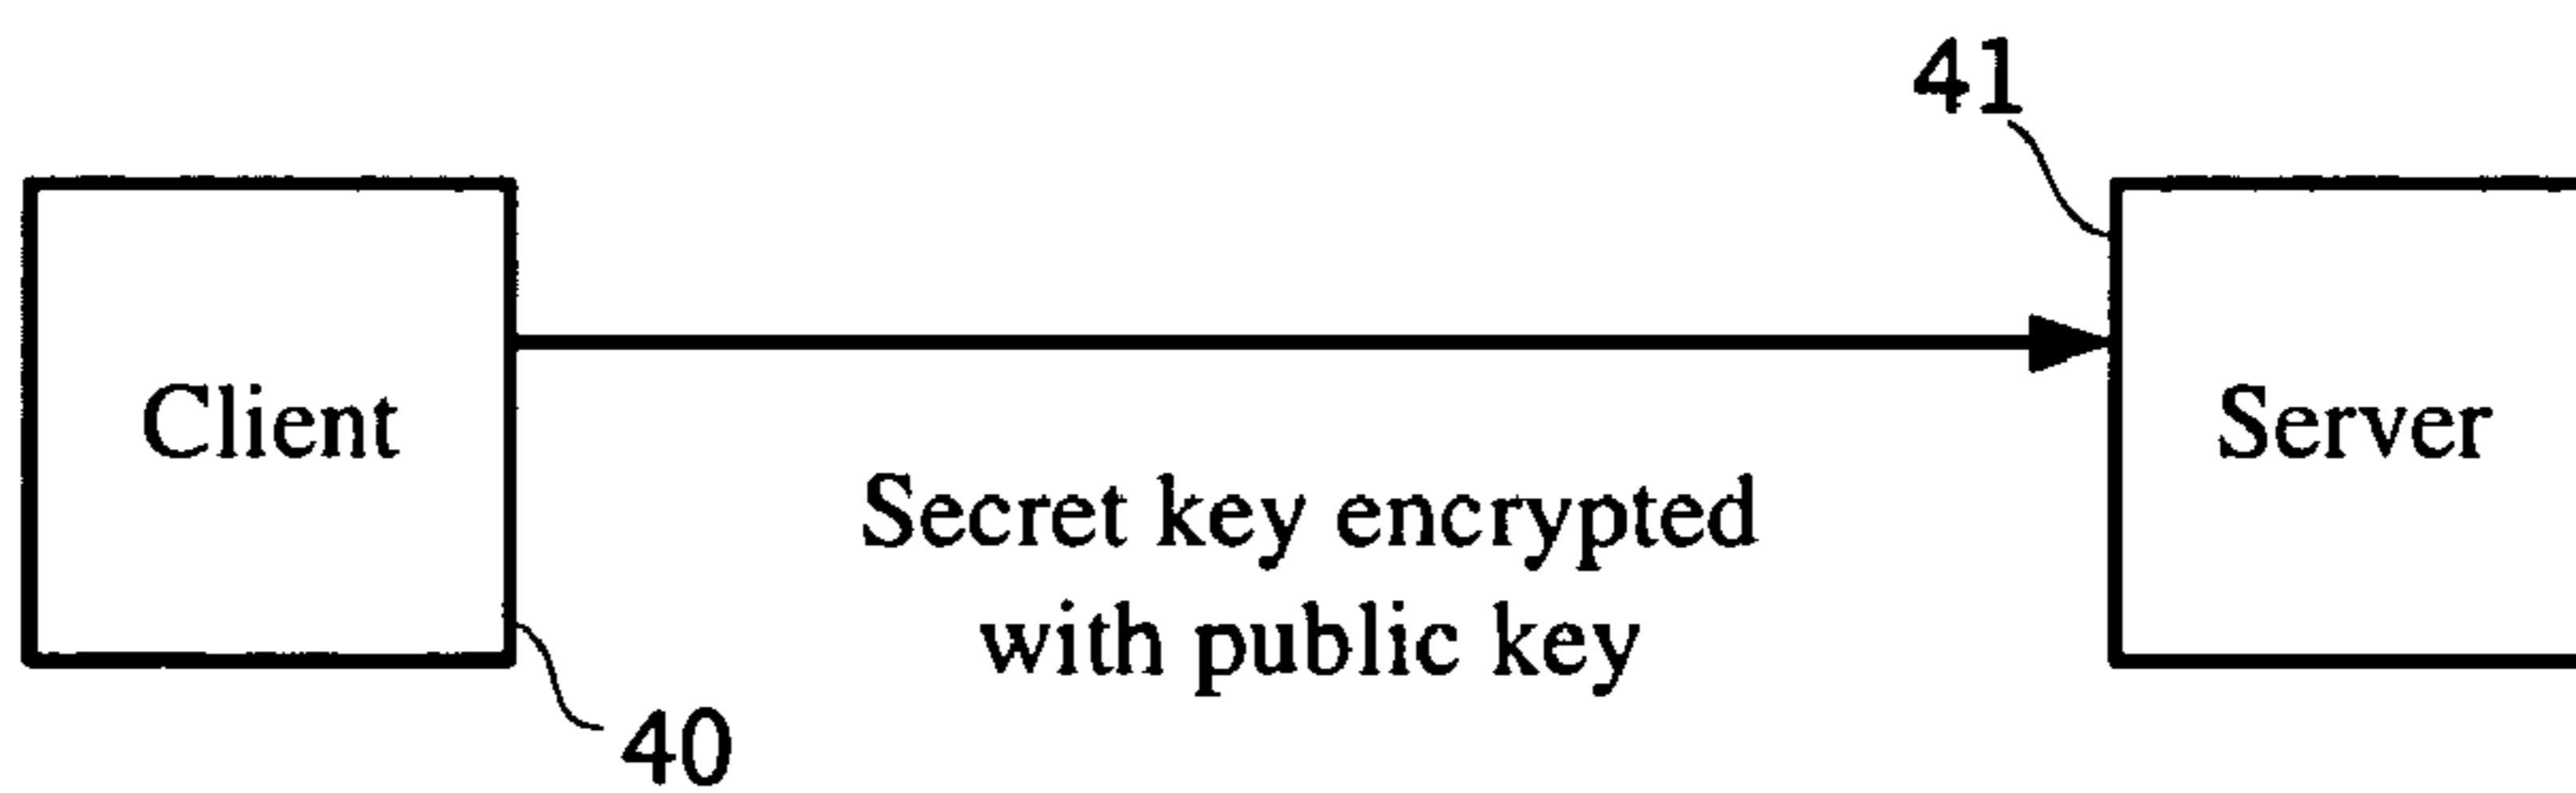 41
Client
Server
Secret key encrypted
with public key
40